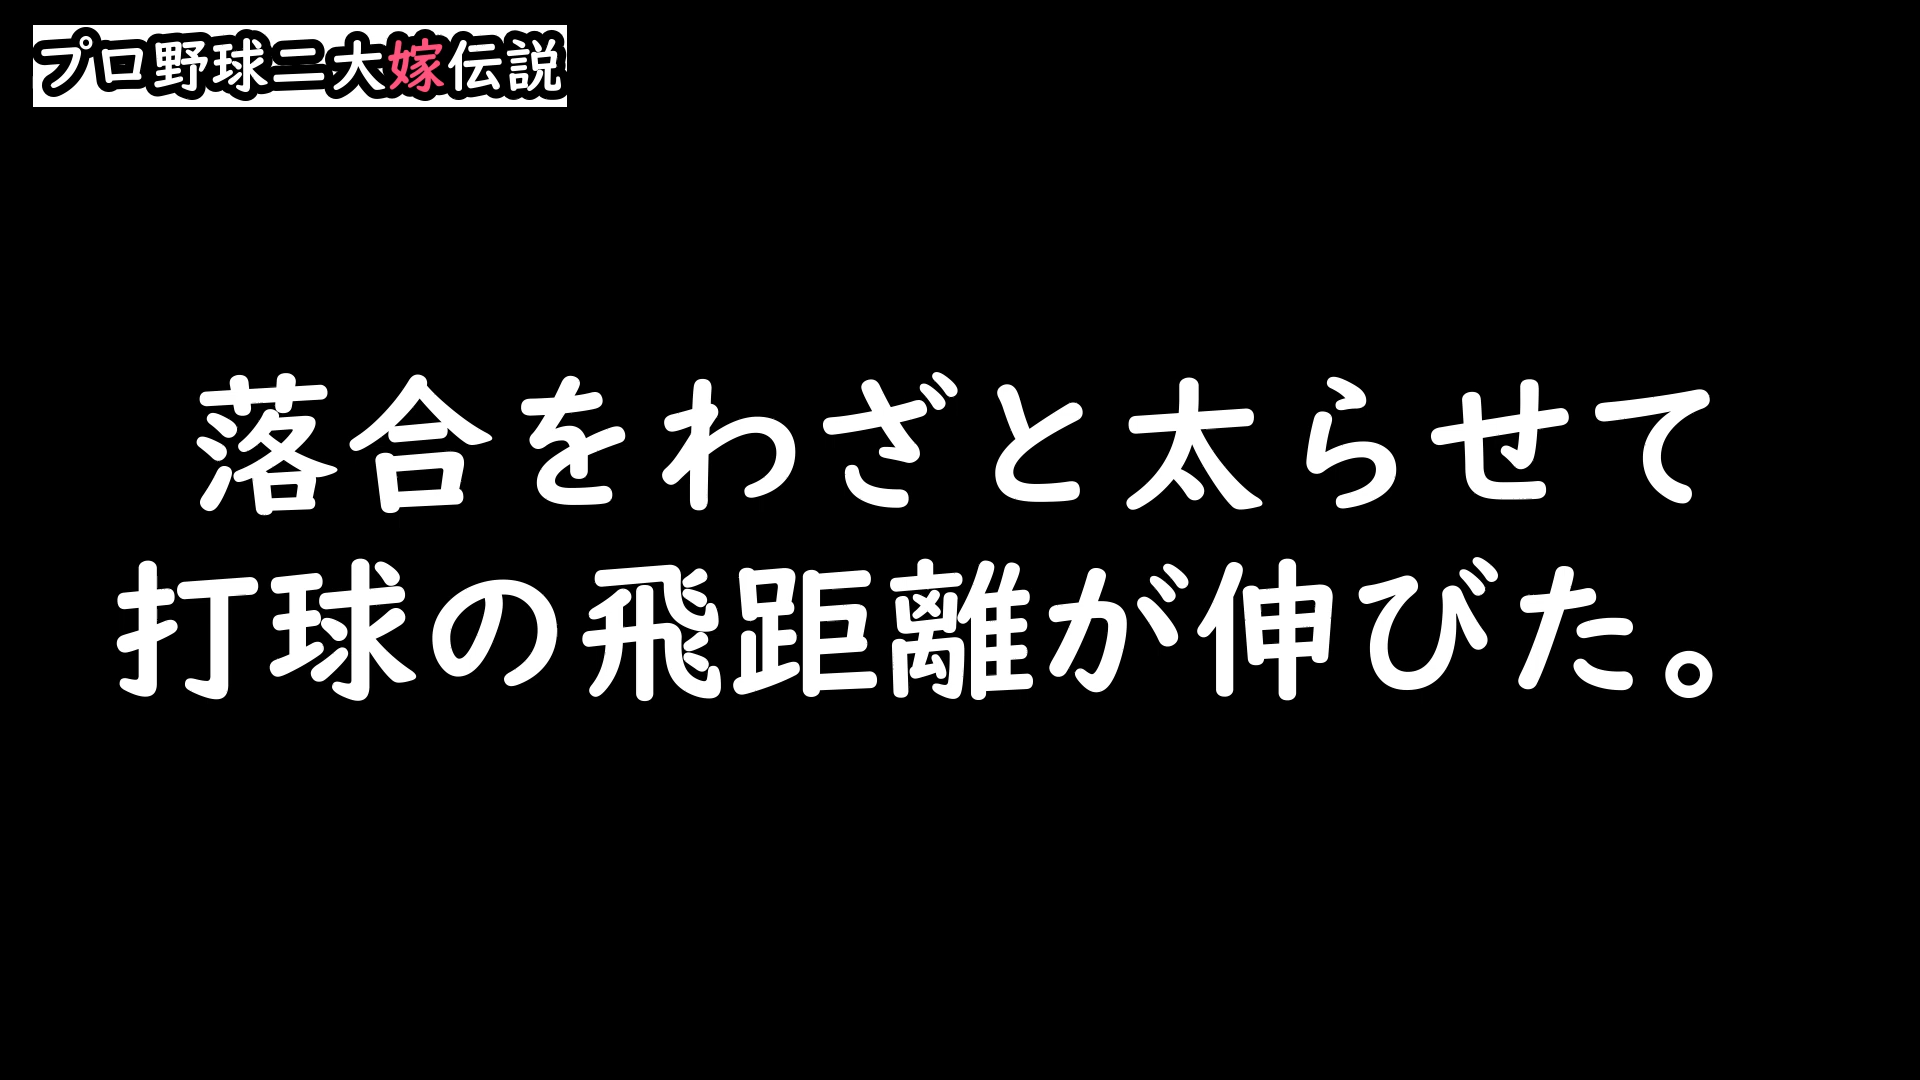 プロ野球二大嫁伝説
落合をわざと太らせて
打球の飛距離が伸びた。